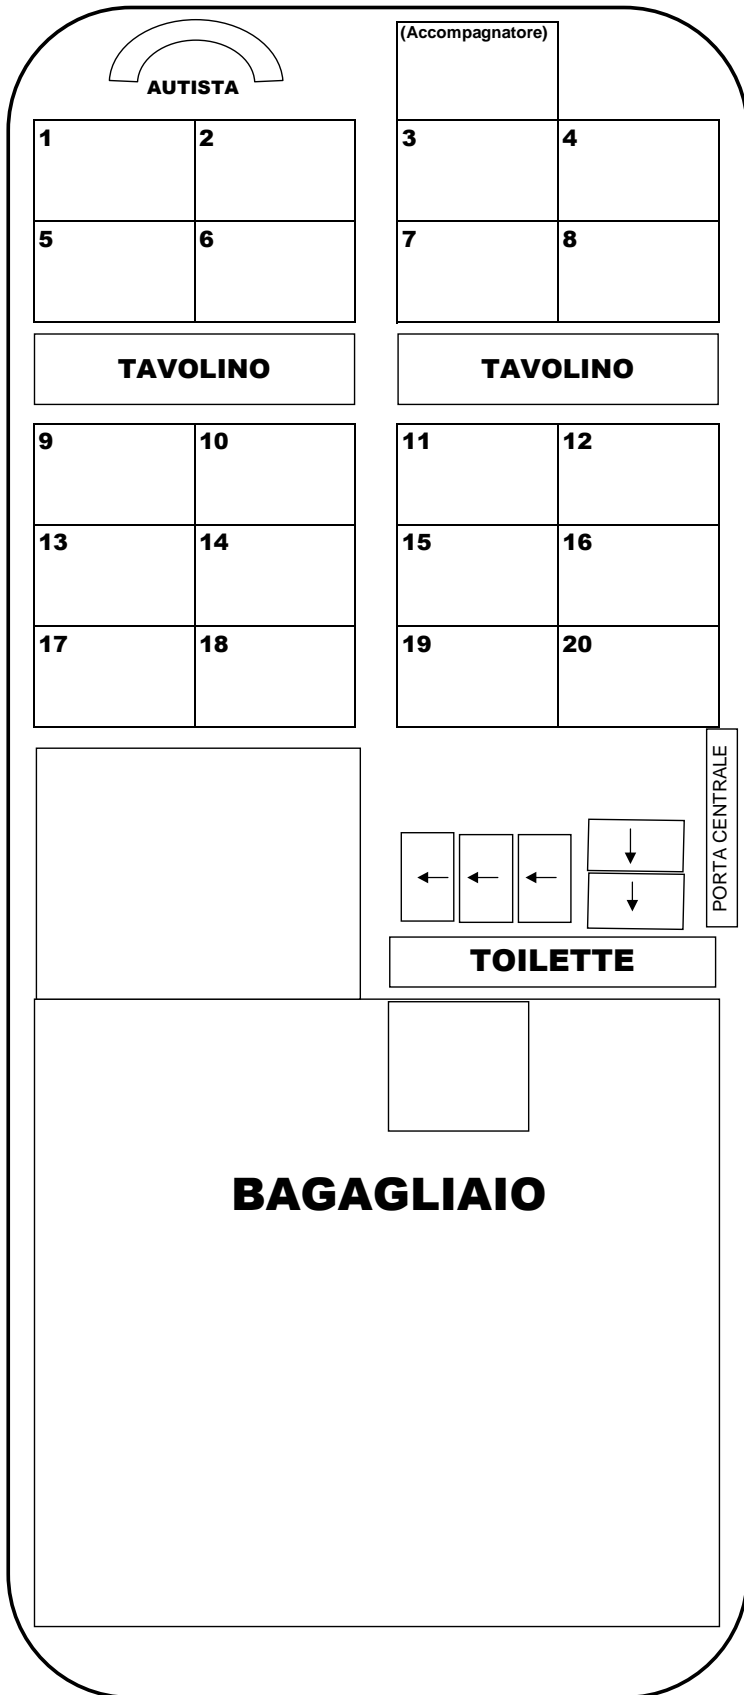 (Accompagnatore)
AUTISTA
1 2 3 4
5 6 7 8
TAVOLINO TAVOLINO
9 10 11 12
13 14 15 16
17 18 19 20
PORTA CENTRALE
TOILETTE
BAGAGLIAIO